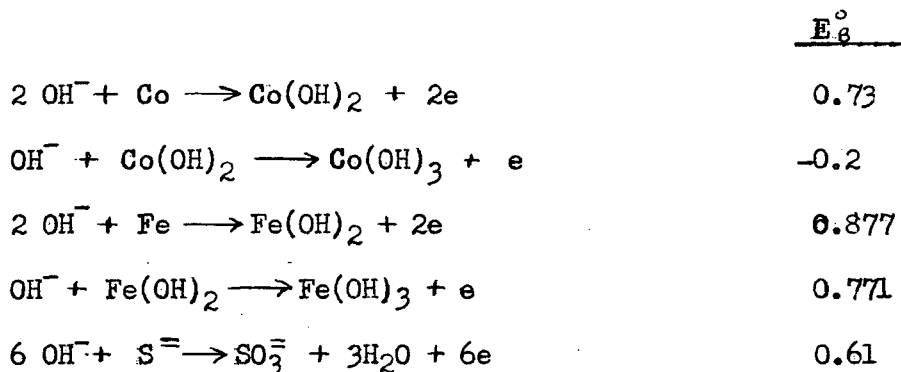 E°B
2 OH⁻ + Co ⟶ Co(OH)₂ + 2e 0.73
OH⁻ + Co(OH)₂ ⟶ Co(OH)₃ + e -0.2
2 OH⁻ + Fe ⟶ Fe(OH)₂ + 2e 0.877
OH⁻ + Fe(OH)₂ ⟶ Fe(OH)₃ + e 0.771
6 OH⁻ + S⁼ ⟶ SO₃⁼ + 3H₂O + 6e 0.61